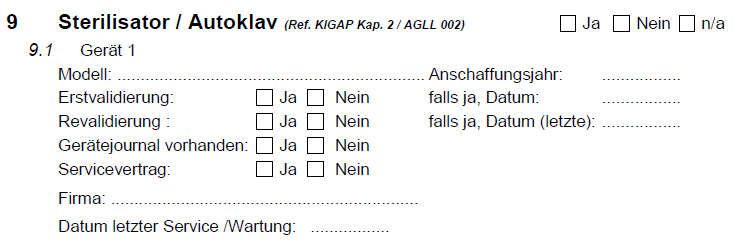 9 Sterilisator / Autoklav (Ref. KIGAP Kap. 2 / AGLL 002) ☐ Ja ☐ Nein ☐ n/a
9.1 Gerät 1
Modell: .................................................................. Anschaffungsjahr: .................
Erstvalidierung: ☐ Ja ☐ Nein falls ja, Datum: .................
Revalidierung : ☐ Ja ☐ Nein falls ja, Datum (letzte): .................
Gerätejournal vorhanden: ☐ Ja ☐ Nein
Servicevertrag: ☐ Ja ☐ Nein
Firma: ..................................................................
Datum letzter Service /Wartung: .................